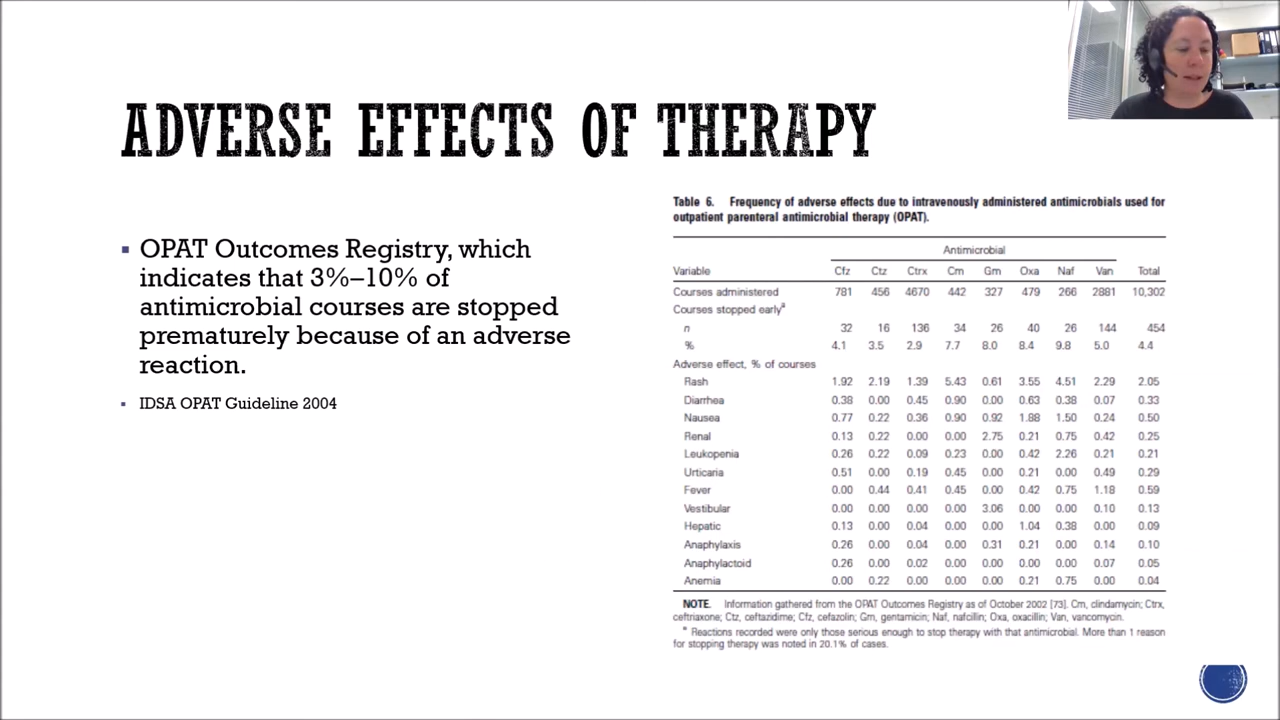 ADVERSE EFFECTS OF THERAPY
OPAT Outcomes Registry, which
indicates that 3%–10% of
antimicrobial courses are stopped
prematurely because of an adverse
reaction.
IDSA OPAT Guideline 2004
Table 6. Frequency of adverse effects due to intravenously administered antimicrobials used for
outpatient parenteral antimicrobial therapy (OPAT).
Antimicrobial
Variable Cfz Ctz Ctrx Cm Gm Oxa Naf Van Total
Courses administered 781 456 4670 442 327 479 266 2881 10,302
Courses stopped earlyª
n 32 16 136 34 26 40 26 144 454
% 4.1 3.5 2.9 7.7 8.0 8.4 9.8 5.0 4.4
Adverse effect, % of courses
Rash 1.92 2.19 1.39 5.43 0.61 3.55 4.51 2.29 2.05
Diarrhea 0.38 0.00 0.45 0.90 0.00 0.63 0.38 0.07 0.33
Nausea 0.77 0.22 0.36 0.90 0.92 1.88 1.50 0.24 0.50
Renal 0.13 0.22 0.00 0.00 2.75 0.21 0.75 0.42 0.25
Leukopenia 0.26 0.22 0.09 0.23 0.00 0.42 2.26 0.21 0.21
Urticaria 0.51 0.00 0.19 0.45 0.00 0.21 0.00 0.49 0.29
Fever 0.00 0.44 0.41 0.45 0.00 0.42 0.75 1.18 0.59
Vestibular 0.00 0.00 0.00 0.00 3.06 0.00 0.00 0.10 0.13
Hepatic 0.13 0.00 0.04 0.00 0.00 1.04 0.38 0.00 0.09
Anaphylaxis 0.26 0.00 0.04 0.00 0.31 0.21 0.00 0.14 0.10
Anaphylactoid 0.26 0.00 0.02 0.00 0.00 0.00 0.00 0.07 0.05
Anemia 0.00 0.22 0.00 0.00 0.00 0.21 0.75 0.00 0.04
NOTE. Information gathered from the OPAT Outcomes Registry as of October 2002 [73]. Cm, clindamycin; Ctrx,
ceftriaxone; Ctz, ceftazidime; Cfz, cefazolin; Gm, gentamicin; Naf, nafcillin; Oxa, oxacillin; Van, vancomycin.
ª Reactions recorded were only those serious enough to stop therapy with that antimicrobial. More than 1 reason
for stopping therapy was noted in 20.1% of cases.